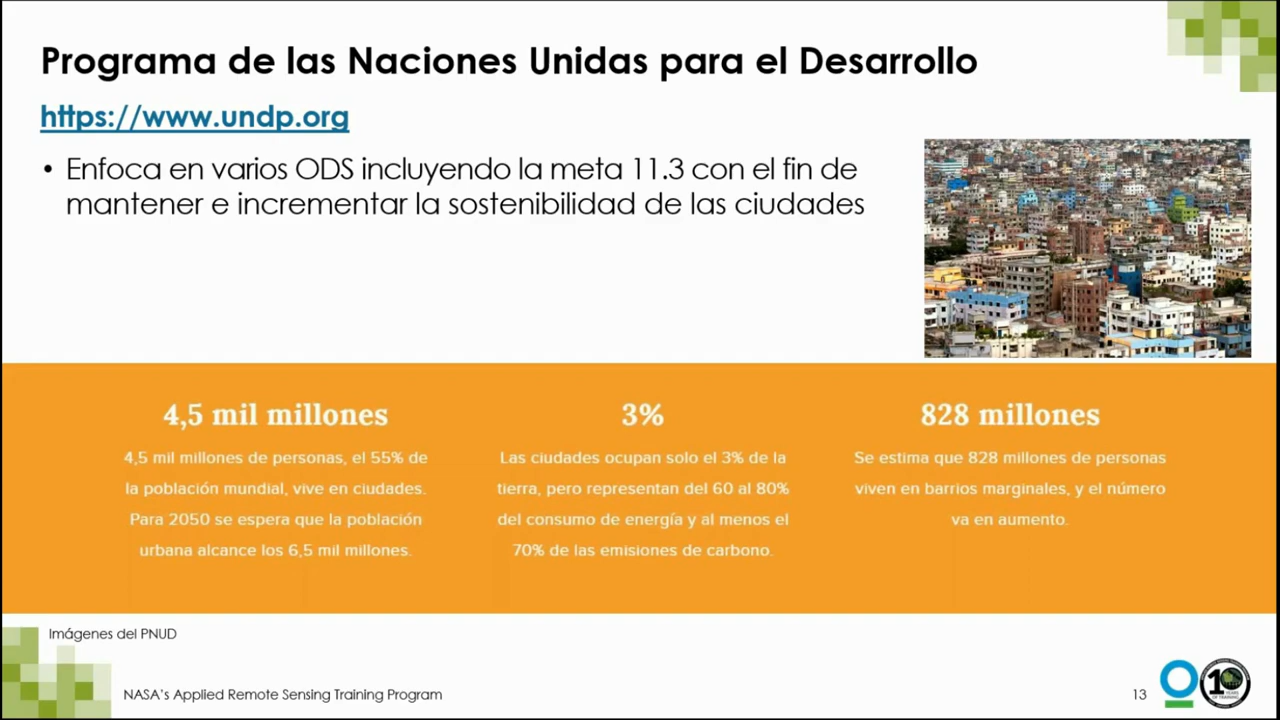 Programa de las Naciones Unidas para el Desarrollo
https://www.undp.org
• Enfoca en varios ODS incluyendo la meta 11.3 con el fin de
mantener e incrementar la sostenibilidad de las ciudades
4,5 mil millones
4,5 mil millones de personas, el 55% de
la población mundial, vive en ciudades.
Para 2050 se espera que la población
urbana alcance los 6,5 mil millones.
3%
Las ciudades ocupan solo el 3% de la
tierra, pero representan del 60 al 80%
del consumo de energía y al menos el
70% de las emisiones de carbono.
828 millones
Se estima que 828 millones de personas
viven en barrios marginales, y el número
va en aumento.
Imágenes del PNUD
NASA's Applied Remote Sensing Training Program
13